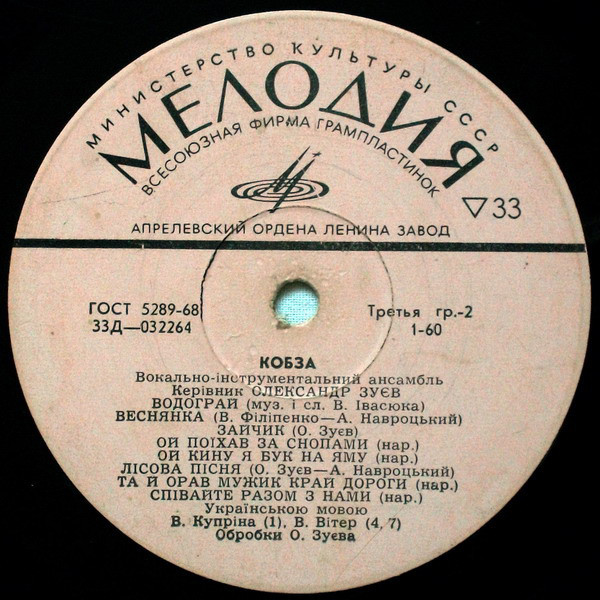 МИНИСТЕРСТВО КУЛЬТУРЫ СССР
МЕЛОДИЯ
ВСЕСОЮЗНАЯ ФИРМА ГРАМПЛАСТИНОК
▽33
АПРЕЛЕВСКИЙ ОРДЕНА ЛЕНИНА ЗАВОД
ГОСТ 5289-68
33Д—032264
Третья гр.-2
1-60
КОБЗА
Вокально-інструментальний ансамбль
Керівник ОЛЕКСАНДР ЗУЄВ
ВОДОГРАЙ (муз. і сл. В. Івасюка)
ВЕСНЯНКА (В. Філіпенко—А. Навроцький)
ЗАЙЧИК (О. Зуєв)
ОЙ ПОЇХАВ ЗА СНОПАМИ (нар.)
ОЙ КИНУ Я БУК НА ЯМУ (нар.)
ЛІСОВА ПІСНЯ (О. Зуєв—А. Навроцький)
ТА Й ОРАВ МУЖИК КРАЙ ДОРОГИ (нар.)
СПІВАЙТЕ РАЗОМ З НАМИ (нар.)
Українською мовою
В. Купріна (1), В. Вітер (4, 7)
Обробки О. Зуєва